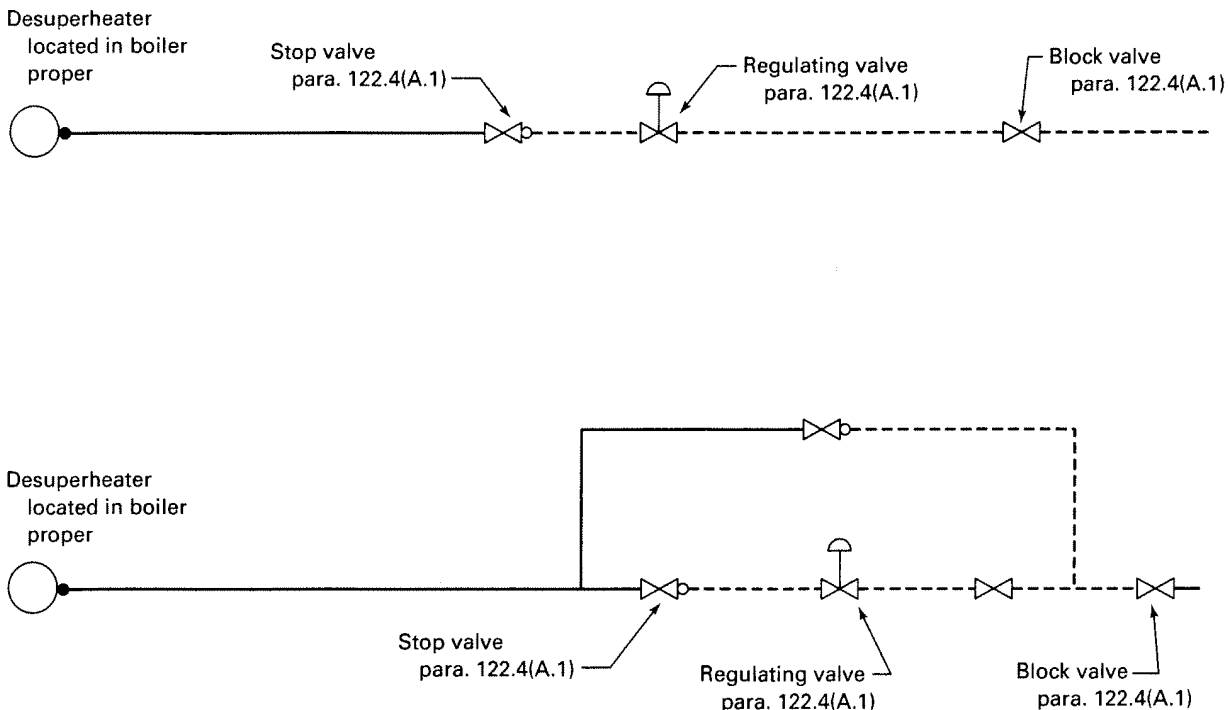 Desuperheater
located in boiler
proper
Stop valve
para. 122.4(A.1)
Regulating valve
para. 122.4(A.1)
Block valve
para. 122.4(A.1)
Desuperheater
located in boiler
proper
Stop valve
para. 122.4(A.1)
Regulating valve
para. 122.4(A.1)
Block valve
para. 122.4(A.1)